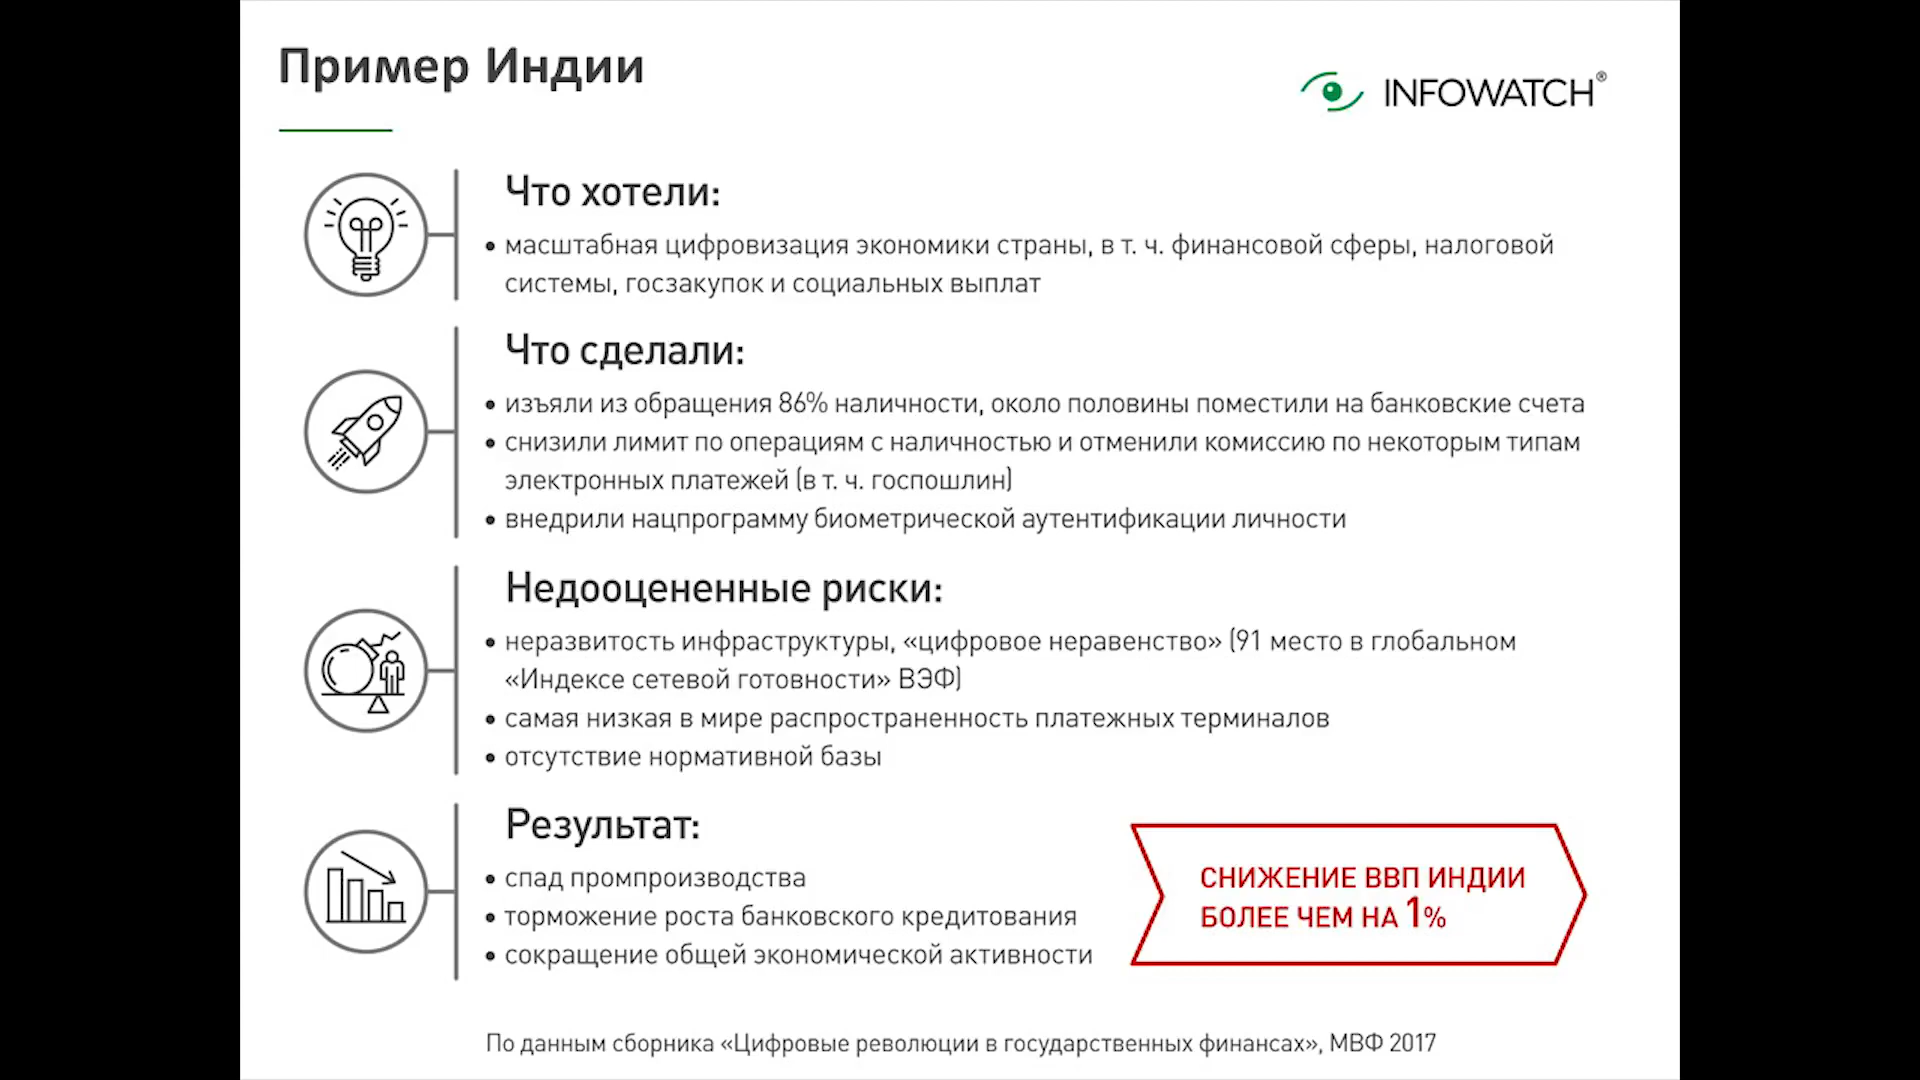 Пример Индии
INFOWATCH®
Что хотели:
• масштабная цифровизация экономики страны, в т. ч. финансовой сферы, налоговой
системы, госзакупок и социальных выплат
Что сделали:
• изъяли из обращения 86% наличности, около половины поместили на банковские счета
• снизили лимит по операциям с наличностью и отменили комиссию по некоторым типам
электронных платежей (в т. ч. госпошлин)
• внедрили нацпрограмму биометрической аутентификации личности
Недооцененные риски:
• неразвитость инфраструктуры, «цифровое неравенство» (91 место в глобальном
«Индексе сетевой готовности» ВЭФ)
• самая низкая в мире распространенность платежных терминалов
• отсутствие нормативной базы
Результат:
• спад промпроизводства
• торможение роста банковского кредитования
• сокращение общей экономической активности
СНИЖЕНИЕ ВВП ИНДИИ
БОЛЕЕ ЧЕМ НА 1%
По данным сборника «Цифровые революции в государственных финансах», МВФ 2017